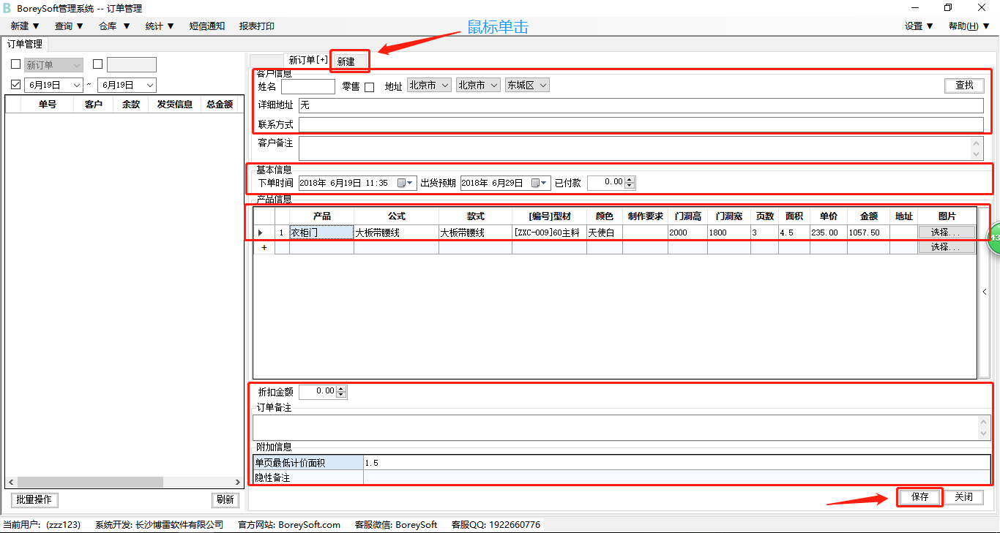 B BoreySoft管理系统 -- 订单管理
新建 ▼ 查询 ▼ 仓库 ▼ 统计 ▼ 短信通知 报表打印 设置 ▼ 帮助(H) ▼
鼠标单击
订单管理
新订单
6月19日 ~ 6月19日
单号 客户 余款 发货信息 总金额
新订单[+] 新建
客户信息
姓名 零售 地址 北京市 北京市 东城区 查找
详细地址 无
联系方式
客户备注
基本信息
下单时间 2018年 6月19日 11:35 出货预期 2018年 6月29日 已付款 0.00
产品信息
产品 公式 款式 [编号]型材 颜色 制作要求 门洞高 门洞宽 页数 面积 单价 金额 地址 图片
1 衣柜门 大板带腰线 大板带腰线 [ZXC-009]60主料 天使白 2000 1800 3 4.5 235.00 1057.50 选择...
+ 选择...
43
折扣金额 0.00
订单备注
附加信息
单页最低计价面积 1.5
隐性备注
批量操作 刷新 保存 关闭
当前用户: (zzz123) 系统开发: 长沙博雷软件有限公司 官方网站: BoreySoft.com 客服微信: BoreySoft 客服QQ: 1922660776